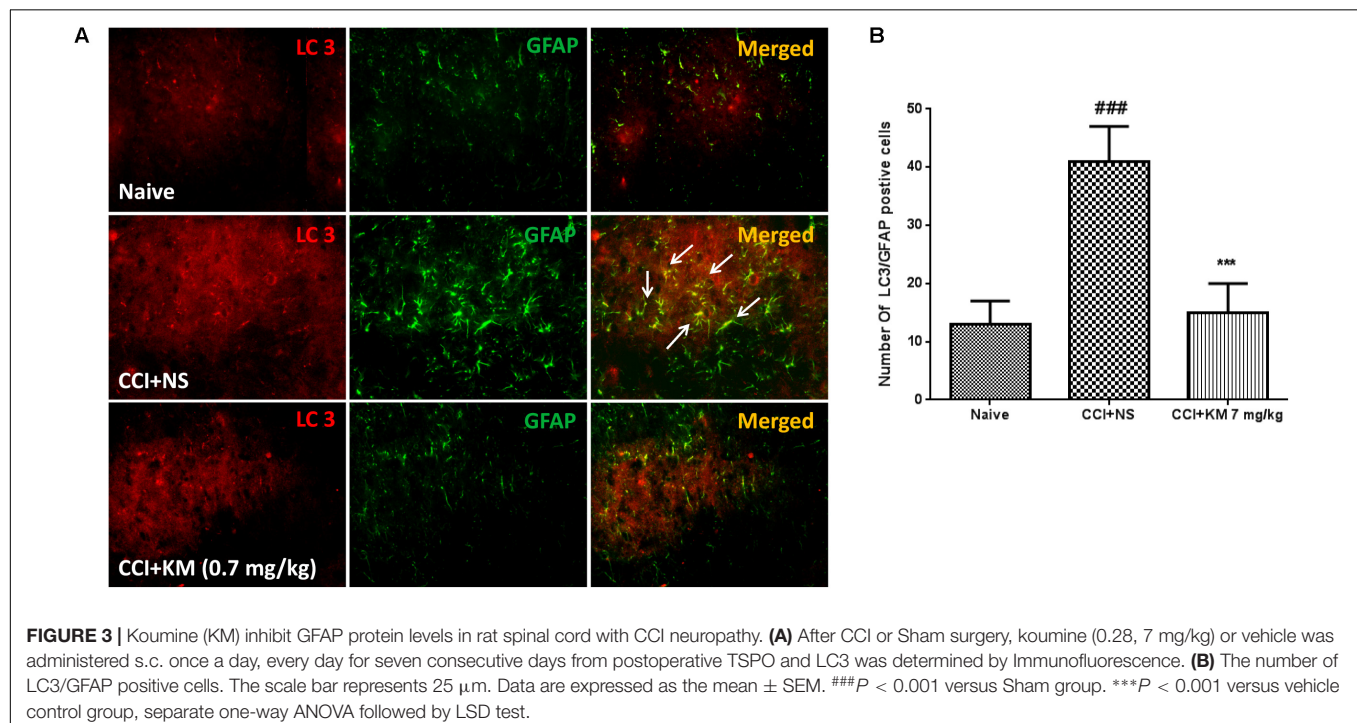 A
LC 3
GFAP
Merged
Naive
LC 3
GFAP
Merged
CCI+NS
LC 3
GFAP
Merged
CCI+KM (0.7 mg/kg)
B
Number Of LC3/GFAP postive cells
50
40
30
20
10
0
###
***
Naive
CCI+NS
CCI+KM 7 mg/kg
FIGURE 3 | Koumine (KM) inhibit GFAP protein levels in rat spinal cord with CCI neuropathy. (A) After CCI or Sham surgery, koumine (0.28, 7 mg/kg) or vehicle was
administered s.c. once a day, every day for seven consecutive days from postoperative TSPO and LC3 was determined by Immunofluorescence. (B) The number of
LC3/GFAP positive cells. The scale bar represents 25 μm. Data are expressed as the mean ± SEM. ###P < 0.001 versus Sham group. ***P < 0.001 versus vehicle
control group, separate one-way ANOVA followed by LSD test.